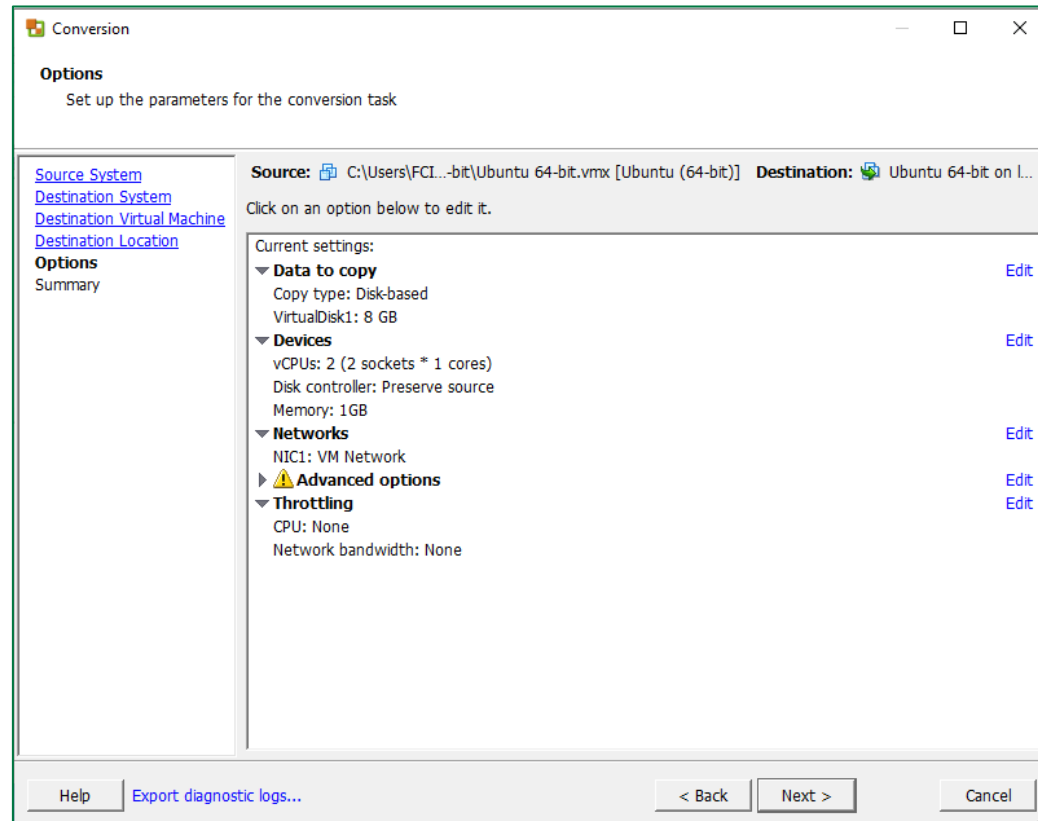 Conversion
Options
Set up the parameters for the conversion task
Source System
Destination System
Destination Virtual Machine
Destination Location
Options
Summary
Source: C:\Users\FCI...-bit\Ubuntu 64-bit.vmx [Ubuntu (64-bit)] Destination: Ubuntu 64-bit on l...
Click on an option below to edit it.
Current settings:
Data to copy Edit
Copy type: Disk-based
VirtualDisk1: 8 GB
Devices Edit
vCPUs: 2 (2 sockets * 1 cores)
Disk controller: Preserve source
Memory: 1GB
Networks Edit
NIC1: VM Network
Advanced options Edit
Throttling Edit
CPU: None
Network bandwidth: None
Help Export diagnostic logs... < Back Next > Cancel